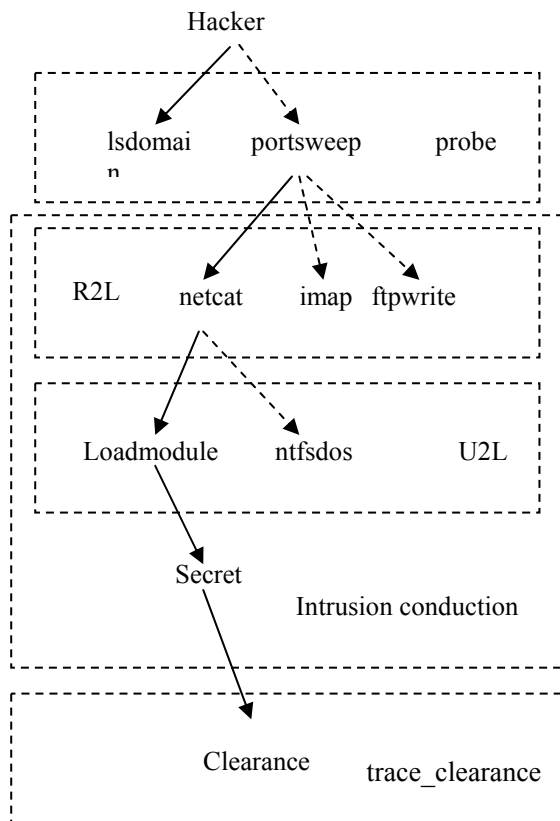 Hacker
lsdomai portsweep probe
n
R2L netcat imap ftpwrite
Loadmodule ntfsdos U2L
Secret
Intrusion conduction
Clearance trace_clearance